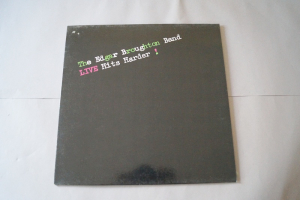 The Edgar Broughton Band
LIVE Hits Harder !